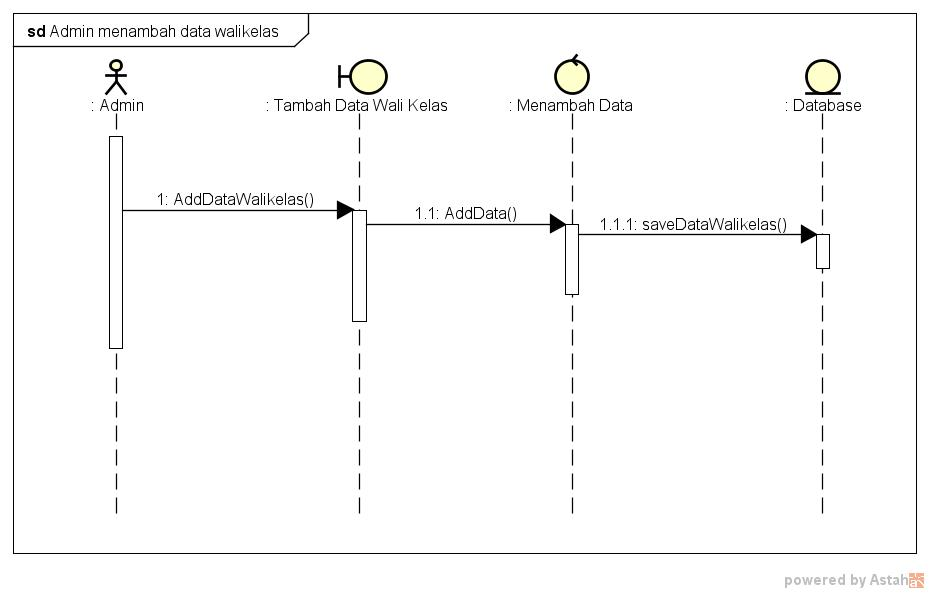 sd Admin menambah data walikelas
: Admin
: Tambah Data Wali Kelas
: Menambah Data
: Database
1: AddDataWalikelas()
1.1: AddData()
1.1.1: saveDataWalikelas()
powered by Astah